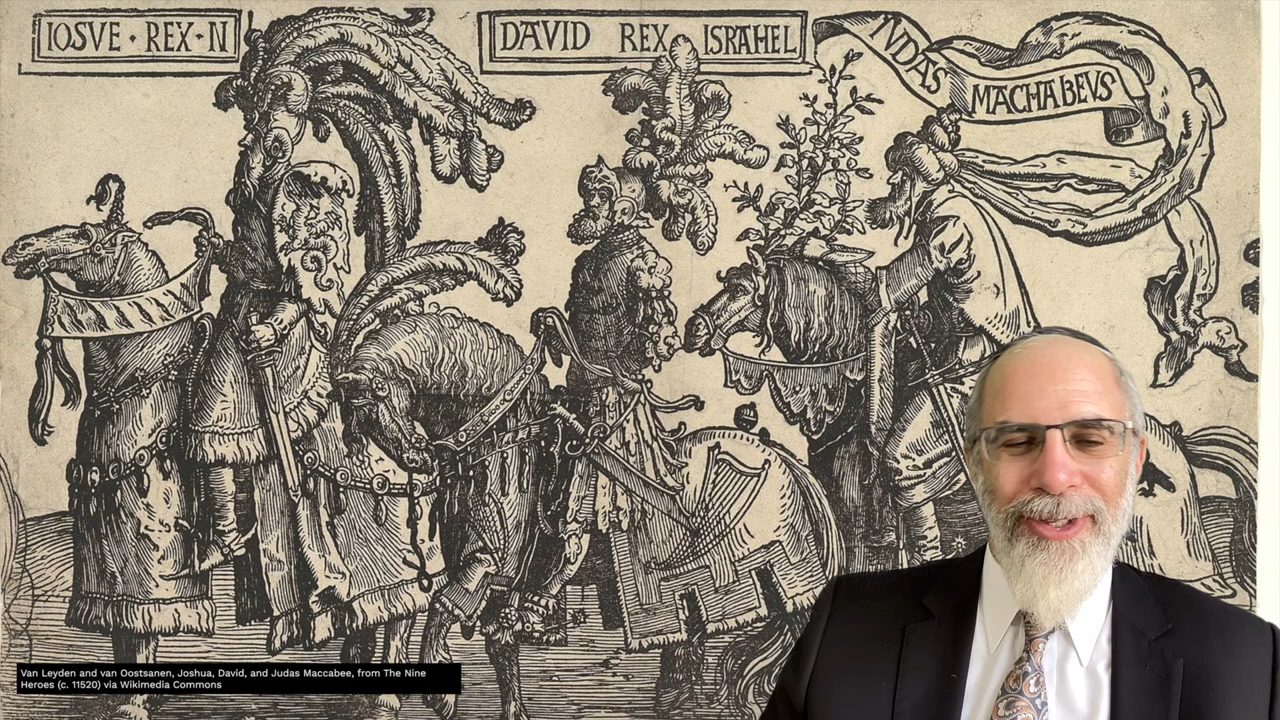 IOSVE · REX · N
DAVID REX ISRAHEL
IVDAS
MACHABEVS
Van Leyden and van Oostsanen, Joshua, David, and Judas Maccabee, from The Nine
Heroes (c. 11520) via Wikimedia Commons